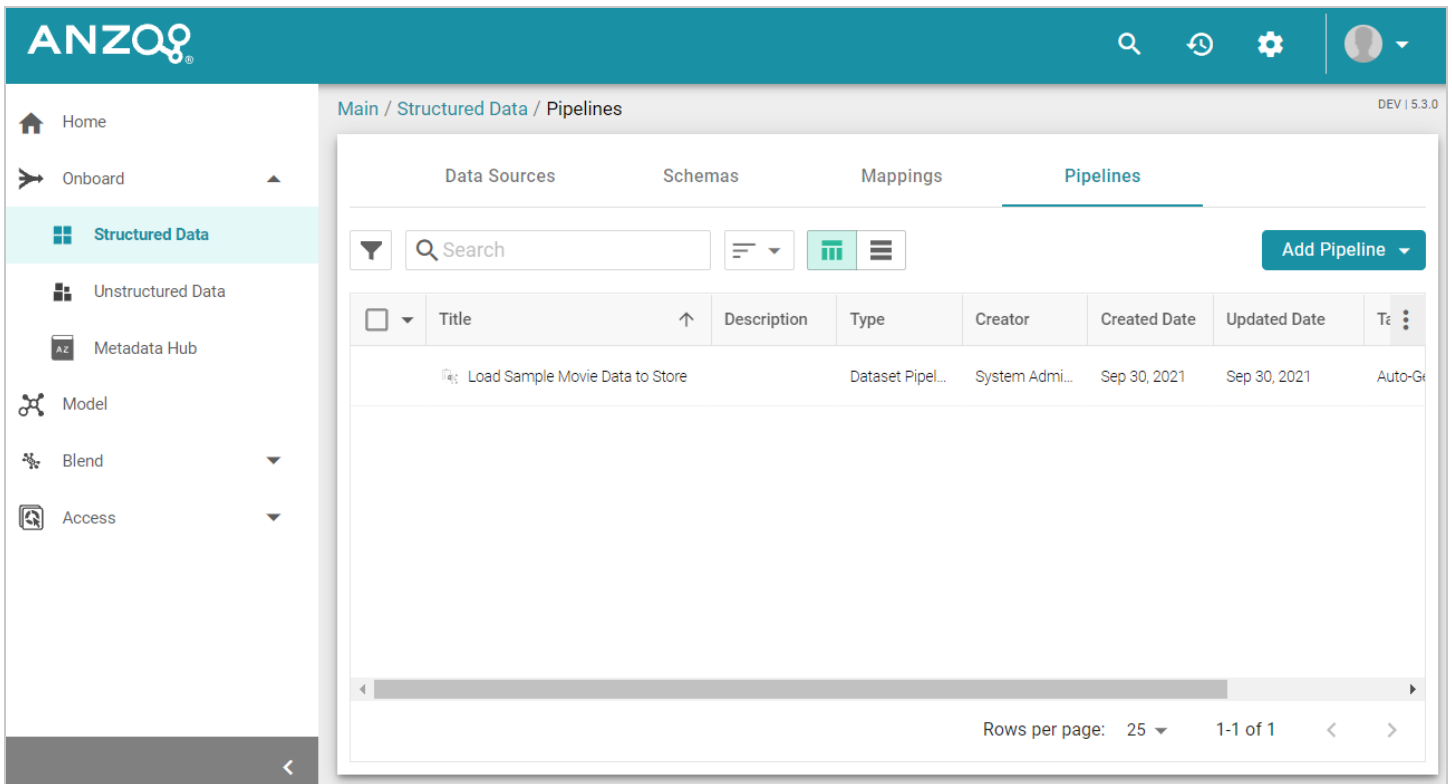 ANZO®
Home
Onboard
Structured Data
Unstructured Data
AZ Metadata Hub
Model
Blend
Access
Main / Structured Data / Pipelines
DEV | 5.3.0
Data Sources Schemas Mappings Pipelines
Search
Add Pipeline
Title Description Type Creator Created Date Updated Date Ta
Load Sample Movie Data to Store Dataset Pipel... System Admi... Sep 30, 2021 Sep 30, 2021 Auto-Ge
Rows per page: 25 1-1 of 1